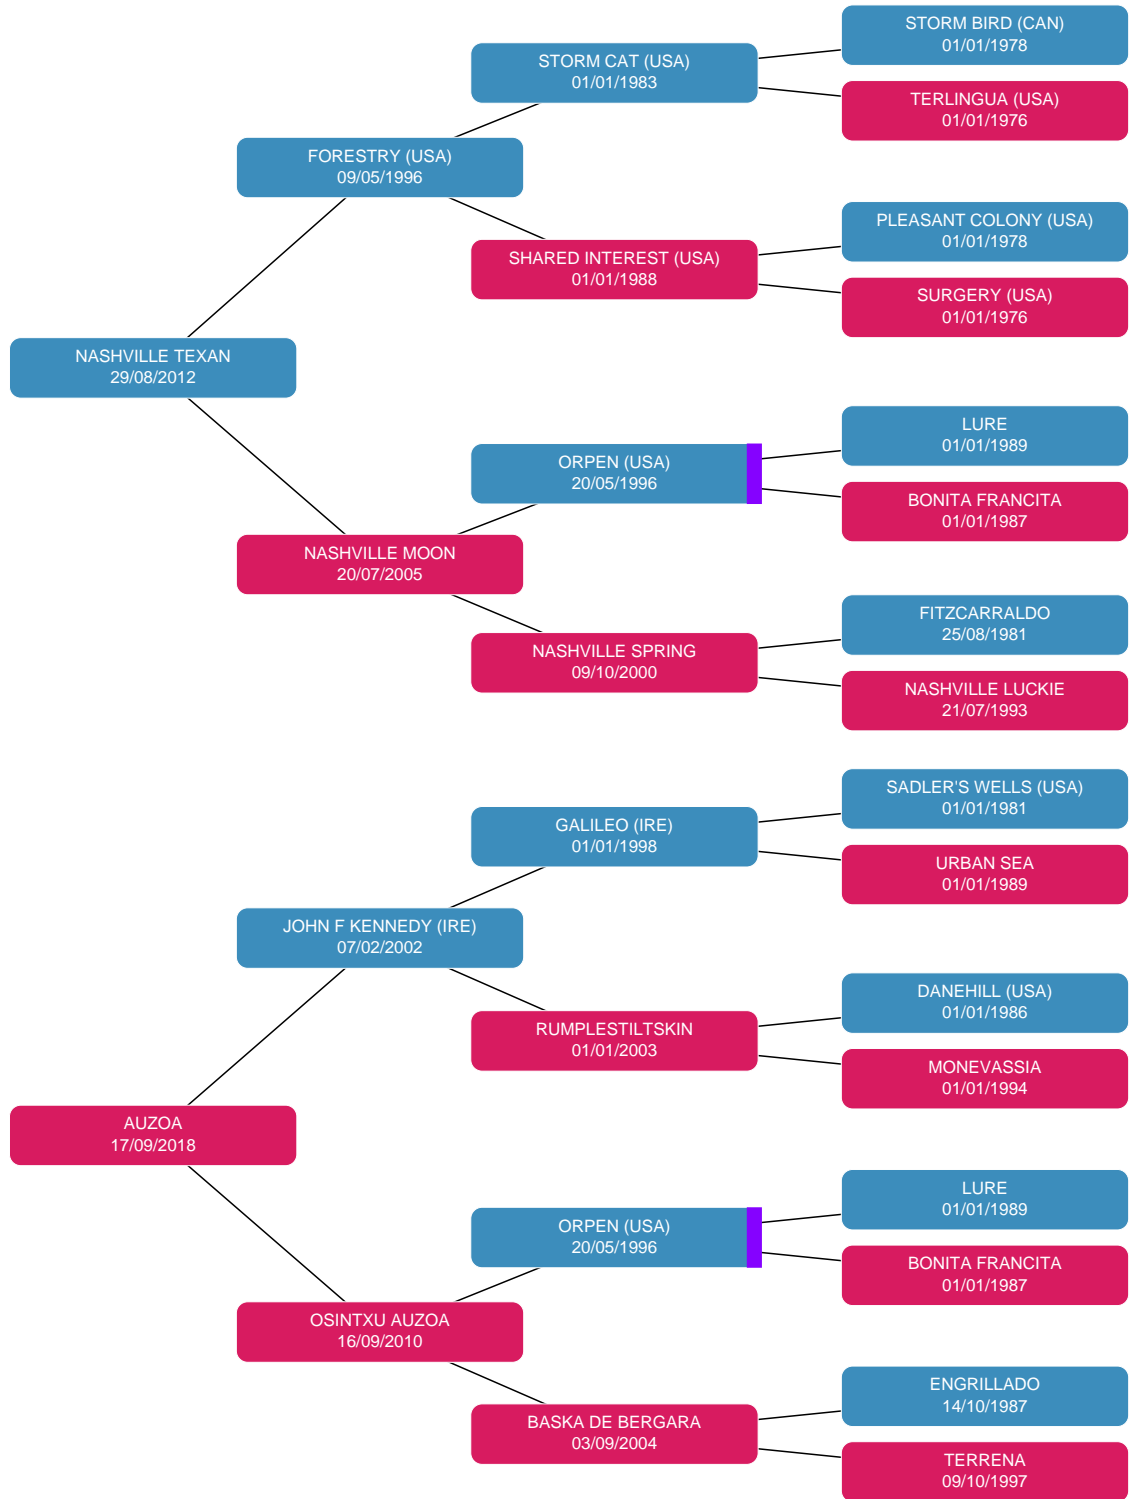 STORM BIRD (CAN)
01/01/1978
STORM CAT (USA)
01/01/1983
TERLINGUA (USA)
01/01/1976
FORESTRY (USA)
09/05/1996
PLEASANT COLONY (USA)
01/01/1978
SHARED INTEREST (USA)
01/01/1988
SURGERY (USA)
01/01/1976
NASHVILLE TEXAN
29/08/2012
LURE
01/01/1989
ORPEN (USA)
20/05/1996
BONITA FRANCITA
01/01/1987
NASHVILLE MOON
20/07/2005
FITZCARRALDO
25/08/1981
NASHVILLE SPRING
09/10/2000
NASHVILLE LUCKIE
21/07/1993
SADLER'S WELLS (USA)
01/01/1981
GALILEO (IRE)
01/01/1998
URBAN SEA
01/01/1989
JOHN F KENNEDY (IRE)
07/02/2002
DANEHILL (USA)
01/01/1986
RUMPLESTILTSKIN
01/01/2003
MONEVASSIA
01/01/1994
AUZOA
17/09/2018
LURE
01/01/1989
ORPEN (USA)
20/05/1996
BONITA FRANCITA
01/01/1987
OSINTXU AUZOA
16/09/2010
ENGRILLADO
14/10/1987
BASKA DE BERGARA
03/09/2004
TERRENA
09/10/1997